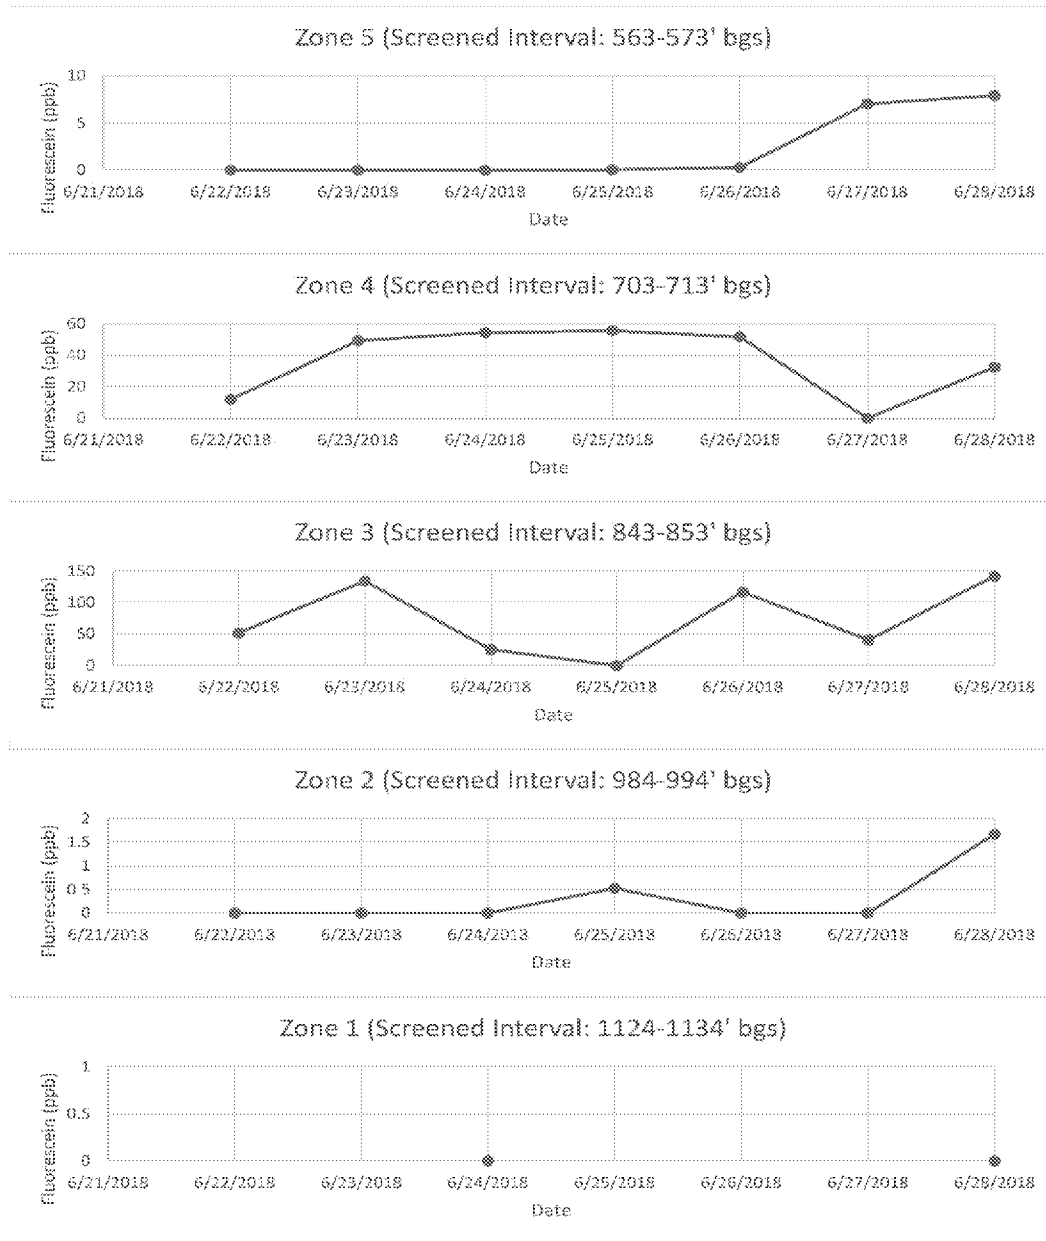 Zone 5 (Screened Interval: 563-573' bgs)
Fluorescein (ppb)
10
5
0
6/21/2018 6/22/2018 6/23/2018 6/24/2018 6/25/2018 6/26/2018 6/27/2018 6/28/2018
Date
Zone 4 (Screened Interval: 703-713' bgs)
Fluorescein (ppb)
60
40
20
0
6/21/2018 6/22/2018 6/23/2018 6/24/2018 6/25/2018 6/26/2018 6/27/2018 6/28/2018
Date
Zone 3 (Screened Interval: 843-853' bgs)
Fluorescein (ppb)
150
100
50
0
6/21/2018 6/22/2018 6/23/2018 6/24/2018 6/25/2018 6/26/2018 6/27/2018 6/28/2018
Date
Zone 2 (Screened Interval: 984-994' bgs)
Fluorescein (ppb)
2
1.5
1
0.5
0
6/21/2018 6/22/2018 6/23/2018 6/24/2018 6/25/2018 6/26/2018 6/27/2018 6/28/2018
Date
Zone 1 (Screened Interval: 1124-1134' bgs)
Fluorescein (ppb)
1
0.5
0
6/21/2018 6/22/2018 6/23/2018 6/24/2018 6/25/2018 6/26/2018 6/27/2018 6/28/2018
Date